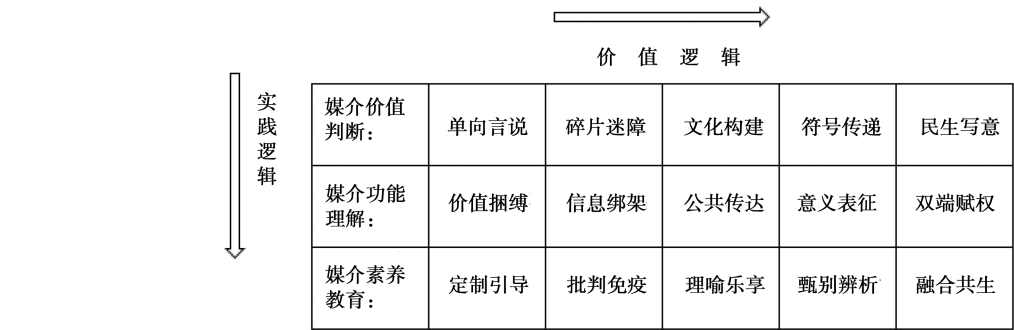 价值逻辑
实践逻辑
媒介价值
判断：
单向言说
碎片迷障
文化构建
符号传递
民生写意
媒介功能
理解：
价值捆缚
信息绑架
公共传达
意义表征
双端赋权
媒介素养
教育：
定制引导
批判免疫
理喻乐享
甄别辨析
融合共生